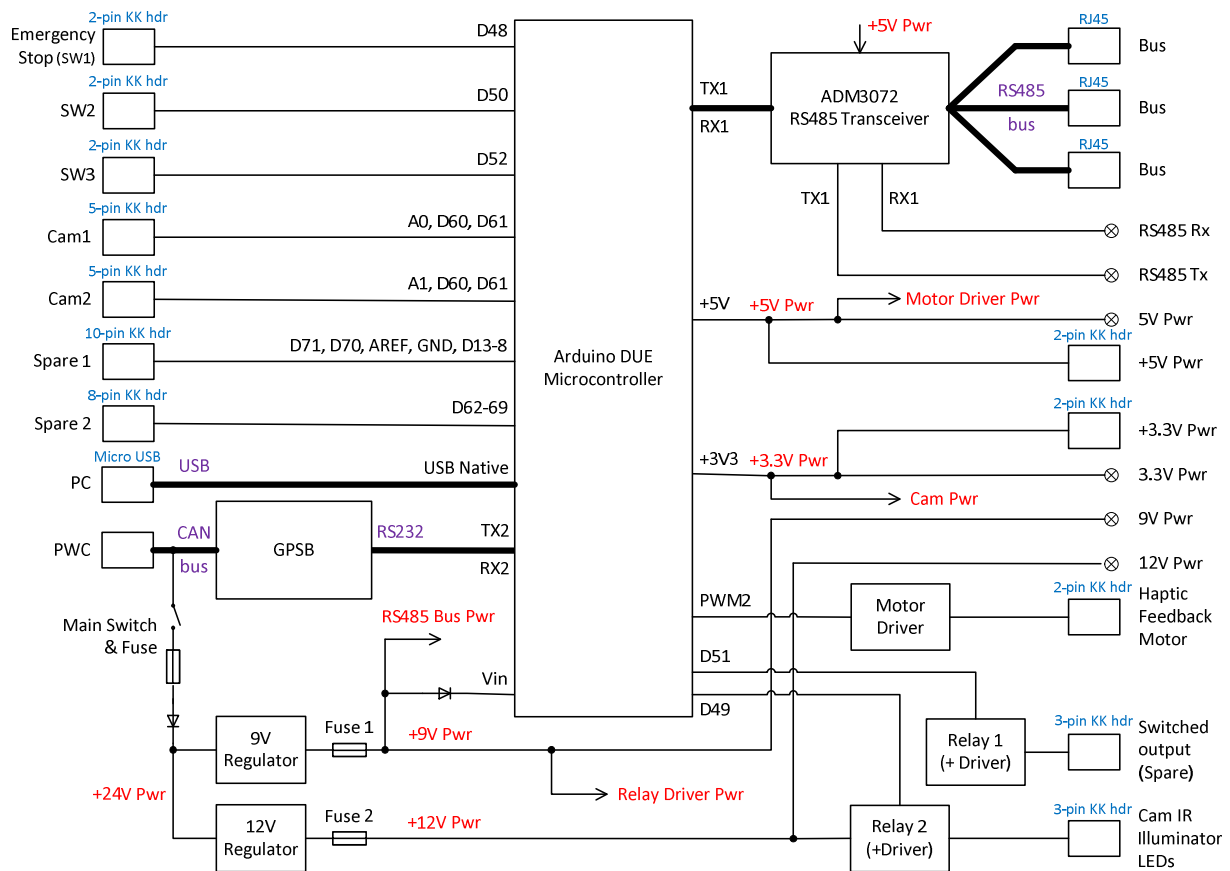 2-pin KK hdr
Emergency
Stop (SW1)
D48
2-pin KK hdr
SW2
D50
2-pin KK hdr
SW3
D52
5-pin KK hdr
Cam1
A0, D60, D61
5-pin KK hdr
Cam2
A1, D60, D61
10-pin KK hdr
Spare 1
D71, D70, AREF, GND, D13-8
8-pin KK hdr
Spare 2
D62-69
Micro USB
PC
USB
USB Native
PWC
CAN
bus
GPSB
RS232
TX2
RX2
Main Switch
& Fuse
RS485 Bus Pwr
Vin
9V
Regulator
Fuse 1
+9V Pwr
+24V Pwr
Relay Driver Pwr
12V
Regulator
Fuse 2
+12V Pwr
Arduino DUE
Microcontroller
+5V Pwr
TX1
RX1
ADM3072
RS485 Transceiver
RS485
bus
RJ45
Bus
RJ45
Bus
RJ45
Bus
TX1
RX1
RS485 Rx
RS485 Tx
+5V
+5V Pwr
Motor Driver Pwr
5V Pwr
2-pin KK hdr
+5V Pwr
2-pin KK hdr
+3.3V Pwr
+3V3
+3.3V Pwr
3.3V Pwr
Cam Pwr
9V Pwr
12V Pwr
PWM2
Motor
Driver
2-pin KK hdr
Haptic
Feedback
Motor
D51
D49
Relay 1
(+ Driver)
3-pin KK hdr
Switched
output
(Spare)
Relay 2
(+Driver)
3-pin KK hdr
Cam IR
Illuminator
LEDs